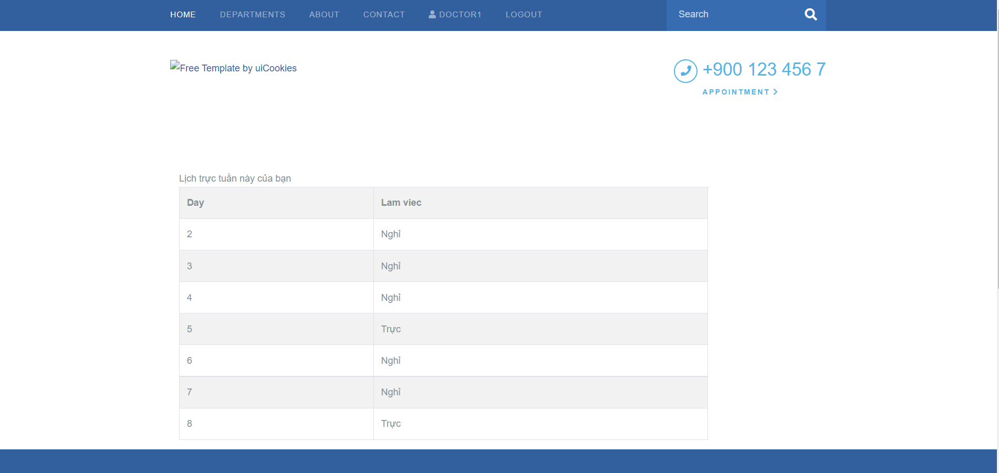 HOME DEPARTMENTS ABOUT CONTACT DOCTOR1 LOGOUT Search
Free Template by uiCookies
+900 123 456 7
APPOINTMENT
Lịch trực tuần này của bạn
Day Lam viec
2 Nghỉ
3 Nghỉ
4 Nghỉ
5 Trực
6 Nghỉ
7 Nghỉ
8 Trực